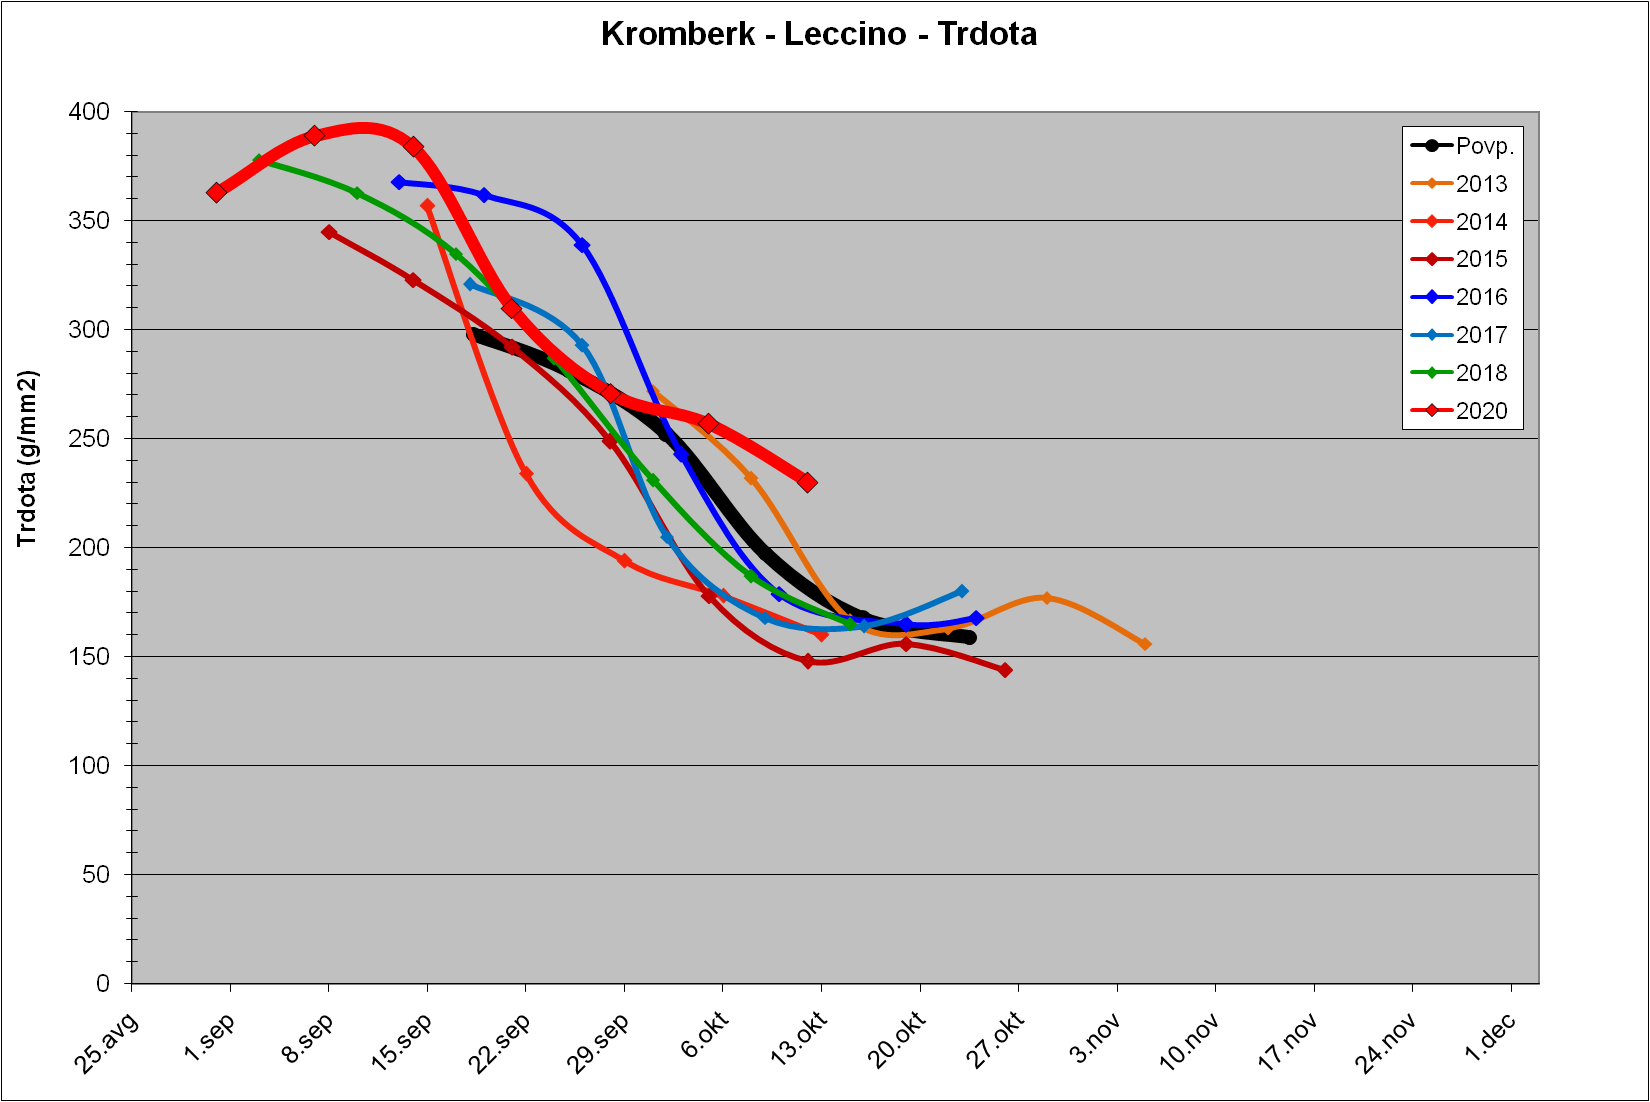 Kromberk - Leccino - Trdota
Trdota (g/mm2)
400
350
300
250
200
150
100
50
0
25.avg
1.sep
8.sep
15.sep
22.sep
29.sep
6.okt
13.okt
20.okt
27.okt
3.nov
10.nov
17.nov
24.nov
1.dec
Povp.
2013
2014
2015
2016
2017
2018
2020